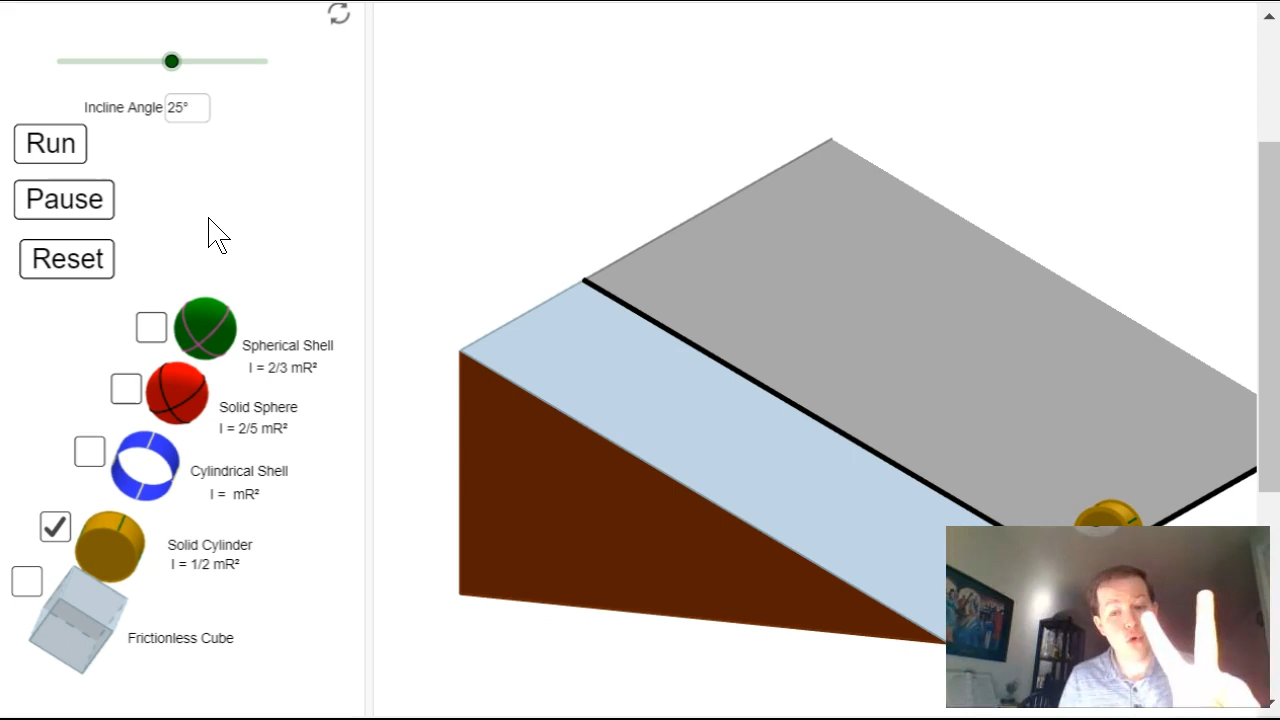 Incline Angle 25°
Run
Pause
Reset
Spherical Shell
I = 2/3 mR²
Solid Sphere
I = 2/5 mR²
Cylindrical Shell
I =  mR²
Solid Cylinder
I = 1/2 mR²
Frictionless Cube